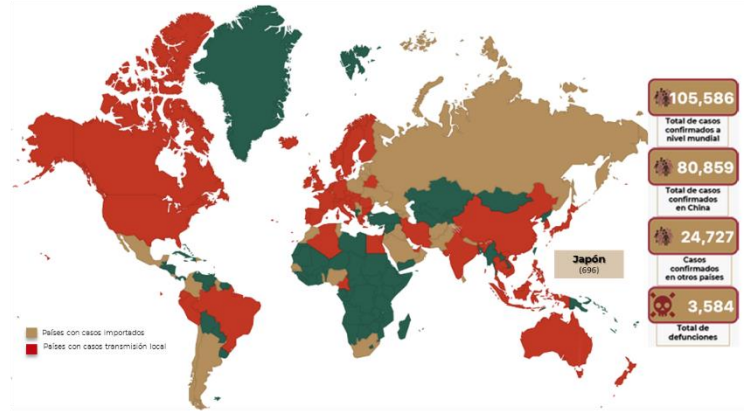 105,586
Total de casos
confirmados a
nivel mundial
80,859
Total de casos
confirmados
en China
24,727
Casos
confirmados
en otros países
3,584
Total de
defunciones
Japón
(696)
Países con casos importados
Países con casos transmisión local